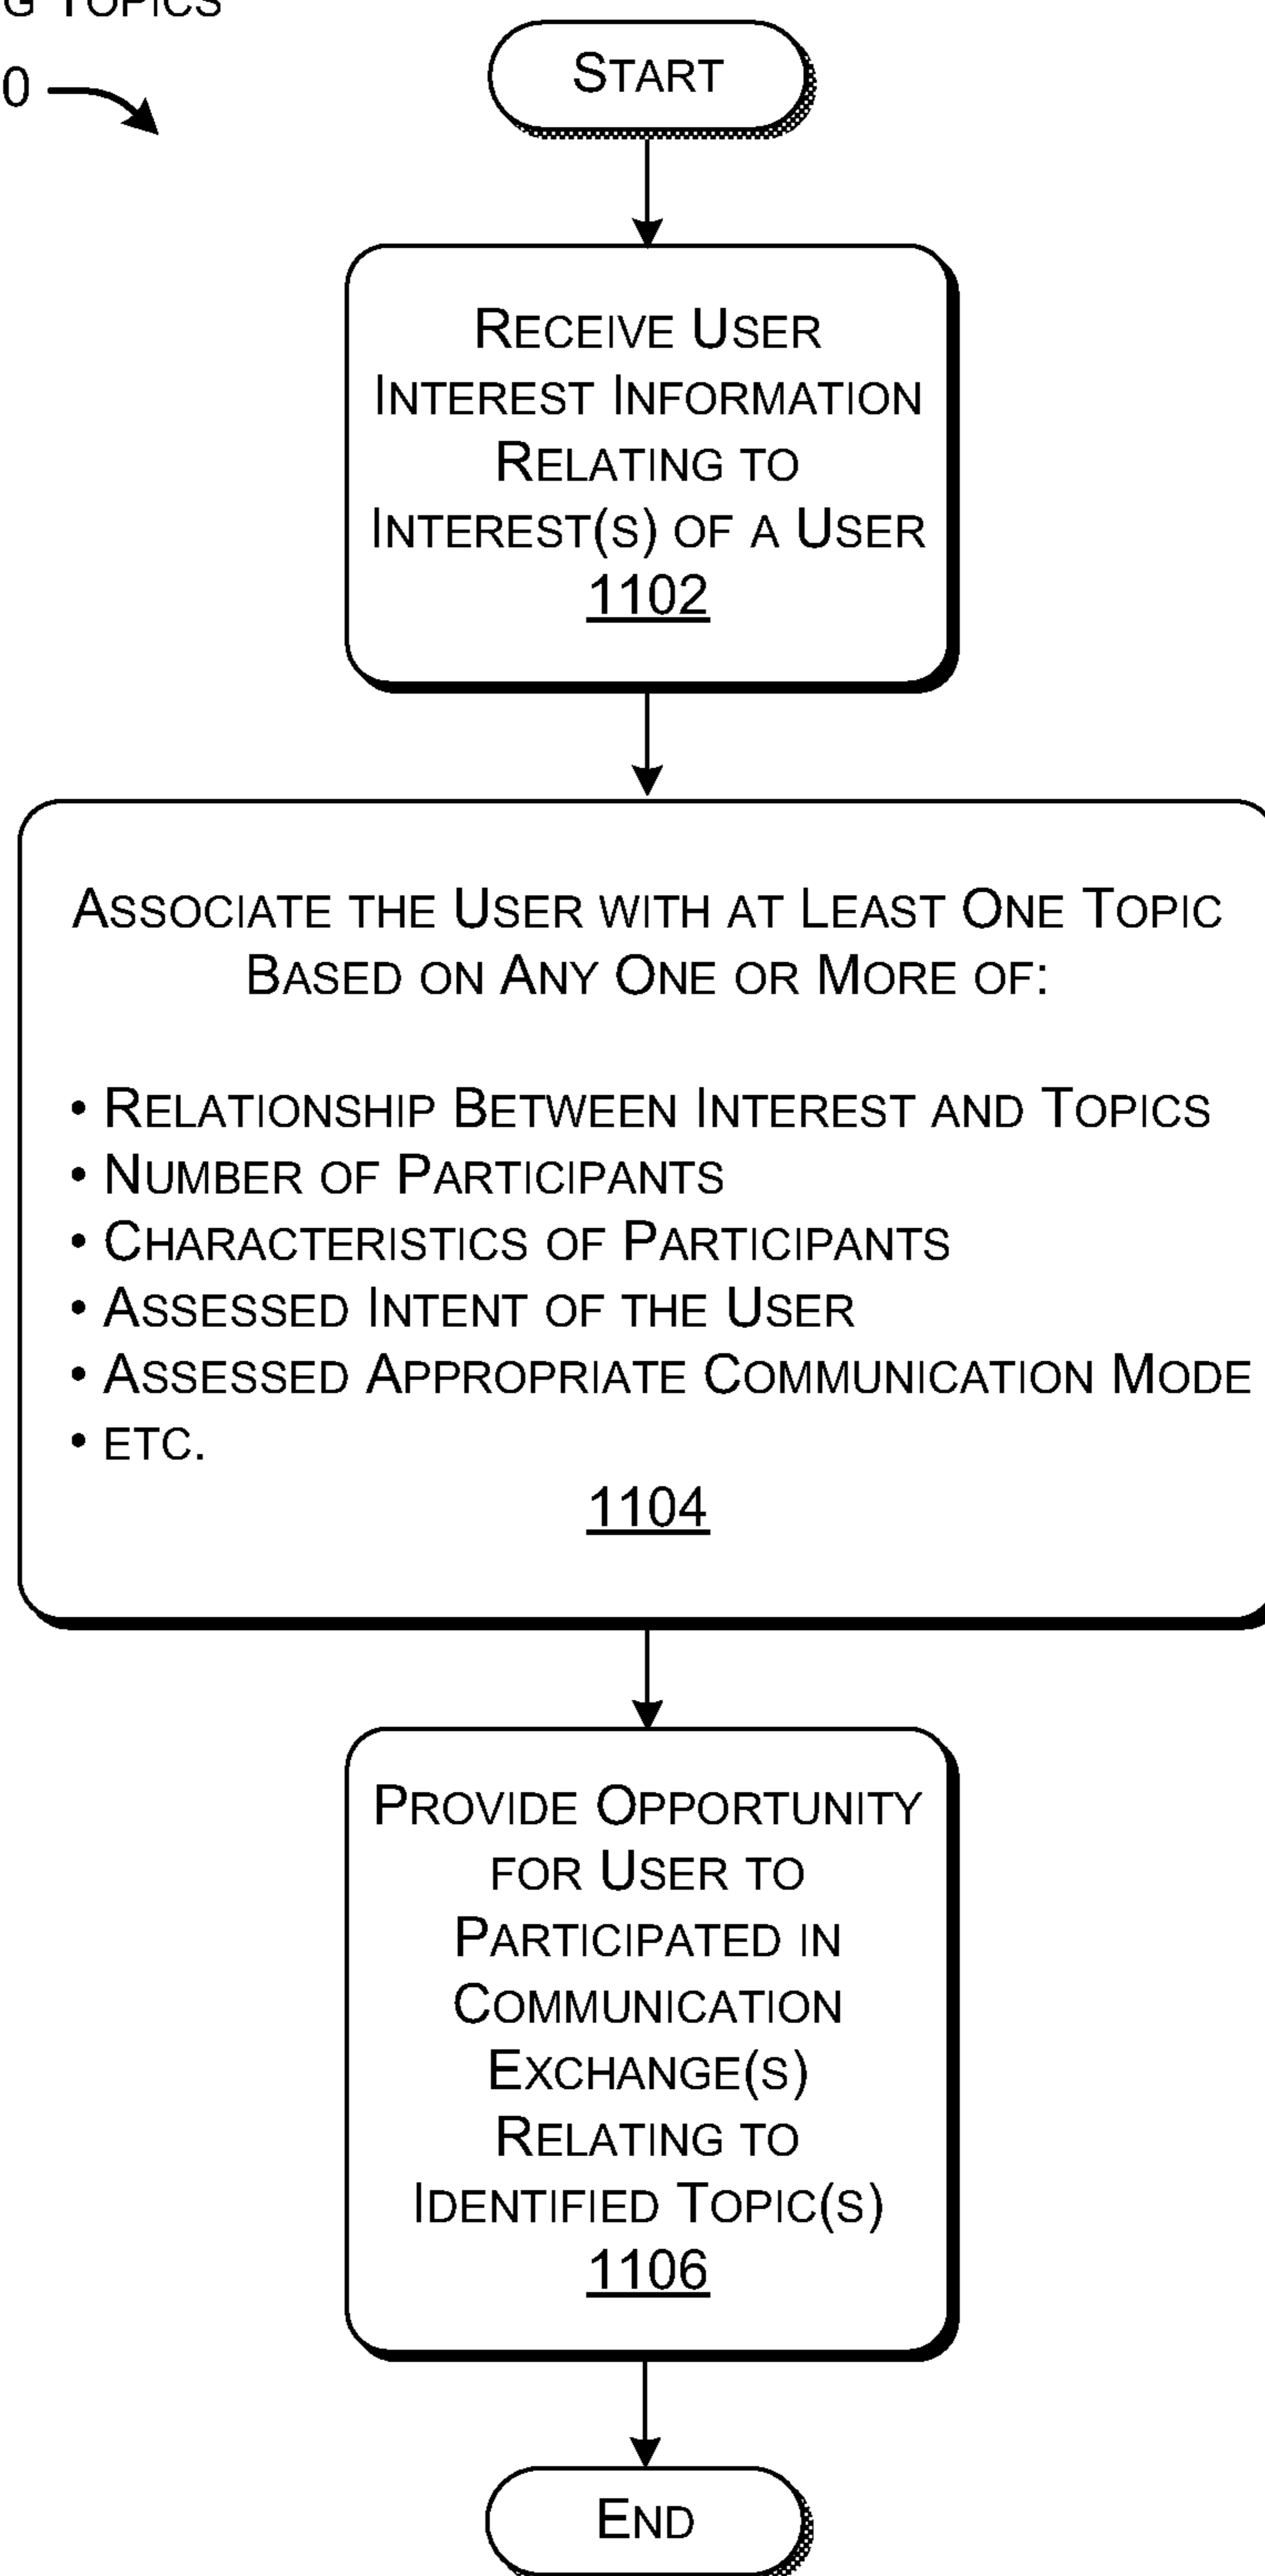 G TOPICS
0
START
RECEIVE USER
INTEREST INFORMATION
RELATING TO
INTEREST(S) OF A USER
1102
ASSOCIATE THE USER WITH AT LEAST ONE TOPIC
BASED ON ANY ONE OR MORE OF:
• RELATIONSHIP BETWEEN INTEREST AND TOPICS
• NUMBER OF PARTICIPANTS
• CHARACTERISTICS OF PARTICIPANTS
• ASSESSED INTENT OF THE USER
• ASSESSED APPROPRIATE COMMUNICATION MODE
• ETC.
1104
PROVIDE OPPORTUNITY
FOR USER TO
PARTICIPATED IN
COMMUNICATION
EXCHANGE(S)
RELATING TO
IDENTIFIED TOPIC(S)
1106
END